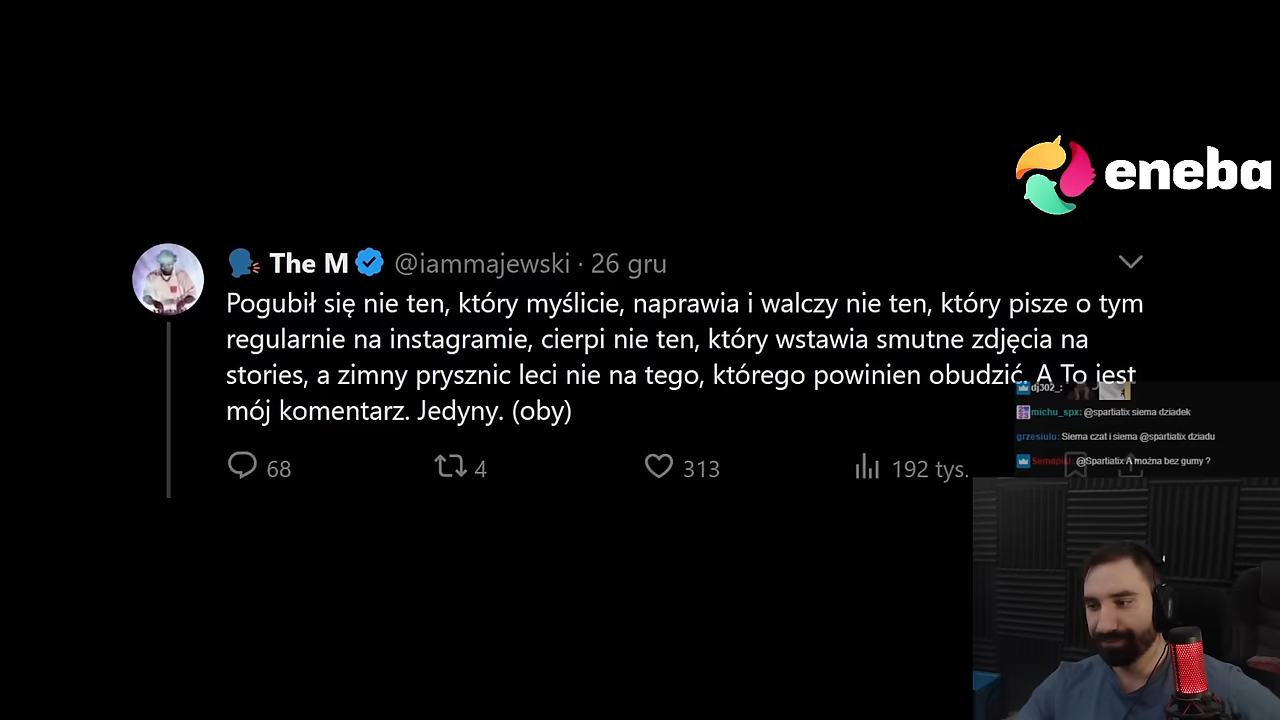 eneba
The M @iammajewski · 26 gru
Pogubił się nie ten, który myślicie, naprawia i walczy nie ten, który pisze o tym
regularnie na instagramie, cierpi nie ten, który wstawia smutne zdjęcia na
stories, a zimny prysznic leci nie na tego, którego powinien obudzić. A To jest
mój komentarz. Jedyny. (oby)
68 4 313 192 tys.
dj302_:
michu_spx: @spartiatix siema dziadek
grzesiulu: Siema czat i siema @spartiatix dziadu
@Spartiatix A można bez gumy ?